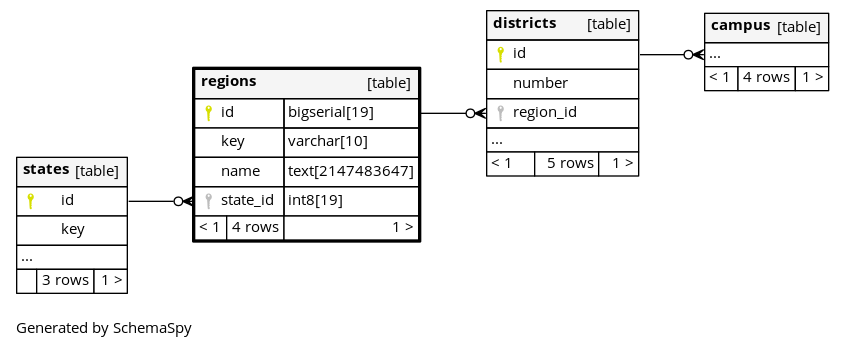 states [table]
id
key
...
3 rows 1 >
regions [table]
id bigserial[19]
key varchar[10]
name text[2147483647]
state_id int8[19]
< 1 4 rows 1 >
districts [table]
id
number
region_id
...
< 1 5 rows 1 >
campus [table]
...
< 1 4 rows 1 >
Generated by SchemaSpy